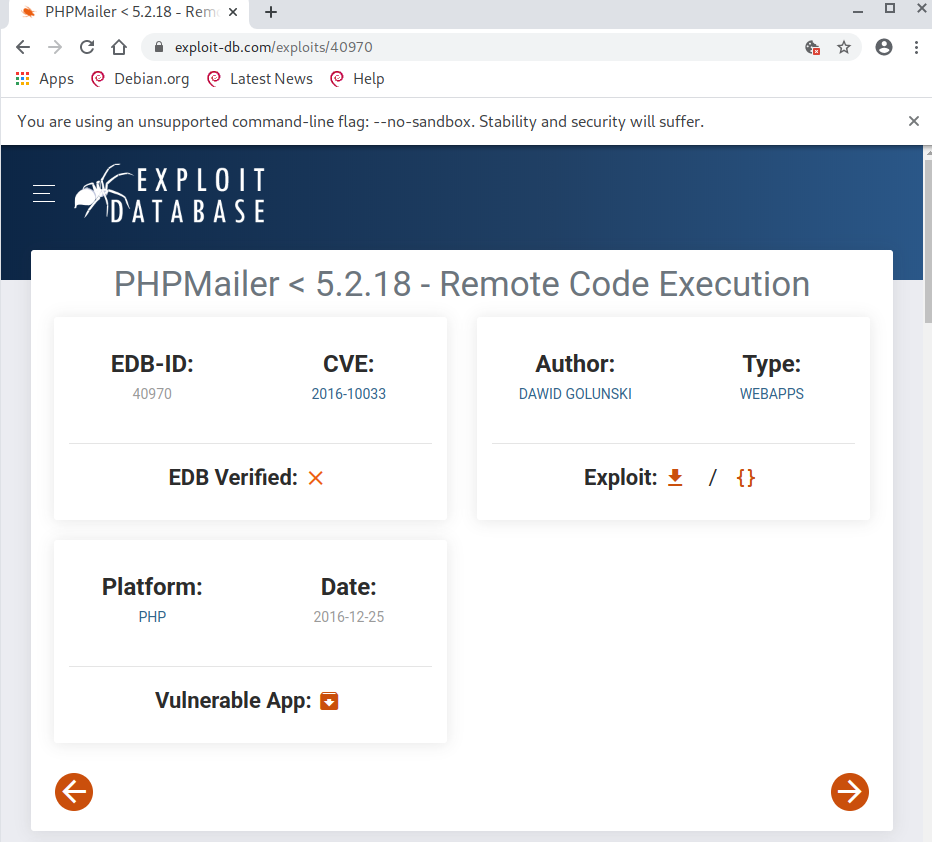 PHPMailer < 5.2.18 - Remo
exploit-db.com/exploits/40970
Apps Debian.org Latest News Help
You are using an unsupported command-line flag: --no-sandbox. Stability and security will suffer.
EXPLOIT
DATABASE
PHPMailer < 5.2.18 - Remote Code Execution
EDB-ID:
40970
CVE:
2016-10033
EDB Verified:
Author:
DAWID GOLUNSKI
Type:
WEBAPPS
Exploit: / {}
Platform:
PHP
Date:
2016-12-25
Vulnerable App: